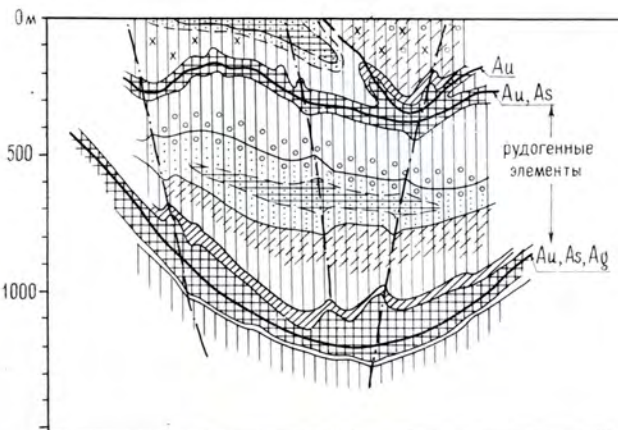 0м
Au
Au, As
рудогенные
элементы
500
Au, As, Ag
1000